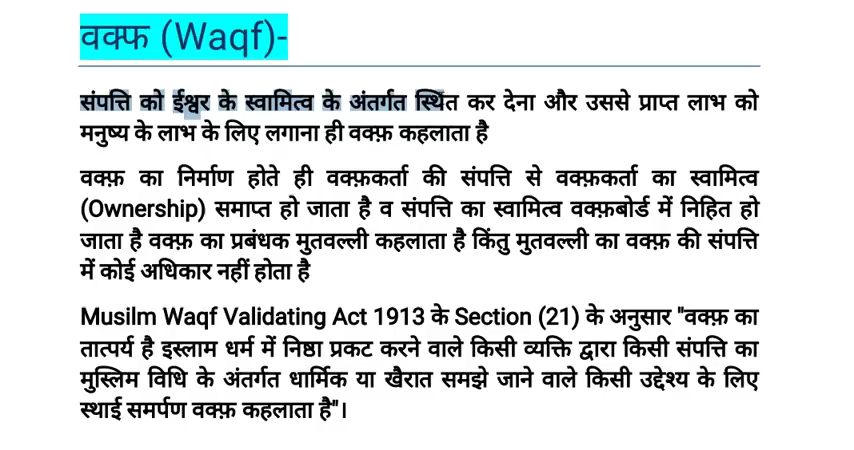 वक्फ (Waqf)-
संपत्ति को ईश्वर के स्वामित्व के अंतर्गत स्थित कर देना और उससे प्राप्त लाभ को
मनुष्य के लाभ के लिए लगाना ही वक्फ़ कहलाता है
वक्फ़ का निर्माण होते ही वक्फ़कर्ता की संपत्ति से वक्फ़कर्ता का स्वामित्व
(Ownership) समाप्त हो जाता है व संपत्ति का स्वामित्व वक्फ़बोर्ड में निहित हो
जाता है वक्फ़ का प्रबंधक मुतवल्ली कहलाता है किंतु मुतवल्ली का वक्फ़ की संपत्ति
में कोई अधिकार नहीं होता है
Musilm Waqf Validating Act 1913 के Section (21) के अनुसार "वक्फ़ का
तात्पर्य है इस्लाम धर्म में निष्ठा प्रकट करने वाले किसी व्यक्ति द्वारा किसी संपत्ति का
मुस्लिम विधि के अंतर्गत धार्मिक या खैरात समझे जाने वाले किसी उद्देश्य के लिए
स्थाई समर्पण वक्फ़ कहलाता है"।